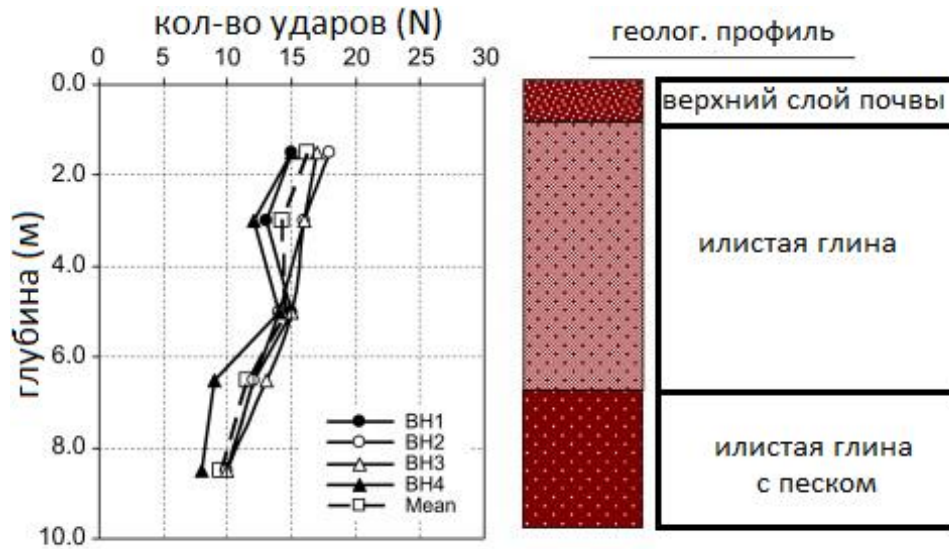 кол-во ударов (N)
0 5 10 15 20 25 30
глубина (м)
0.0
2.0
4.0
6.0
8.0
10.0
BH1
BH2
BH3
BH4
Mean
геолог. профиль
верхний слой почвы
илистая глина
илистая глина
с песком